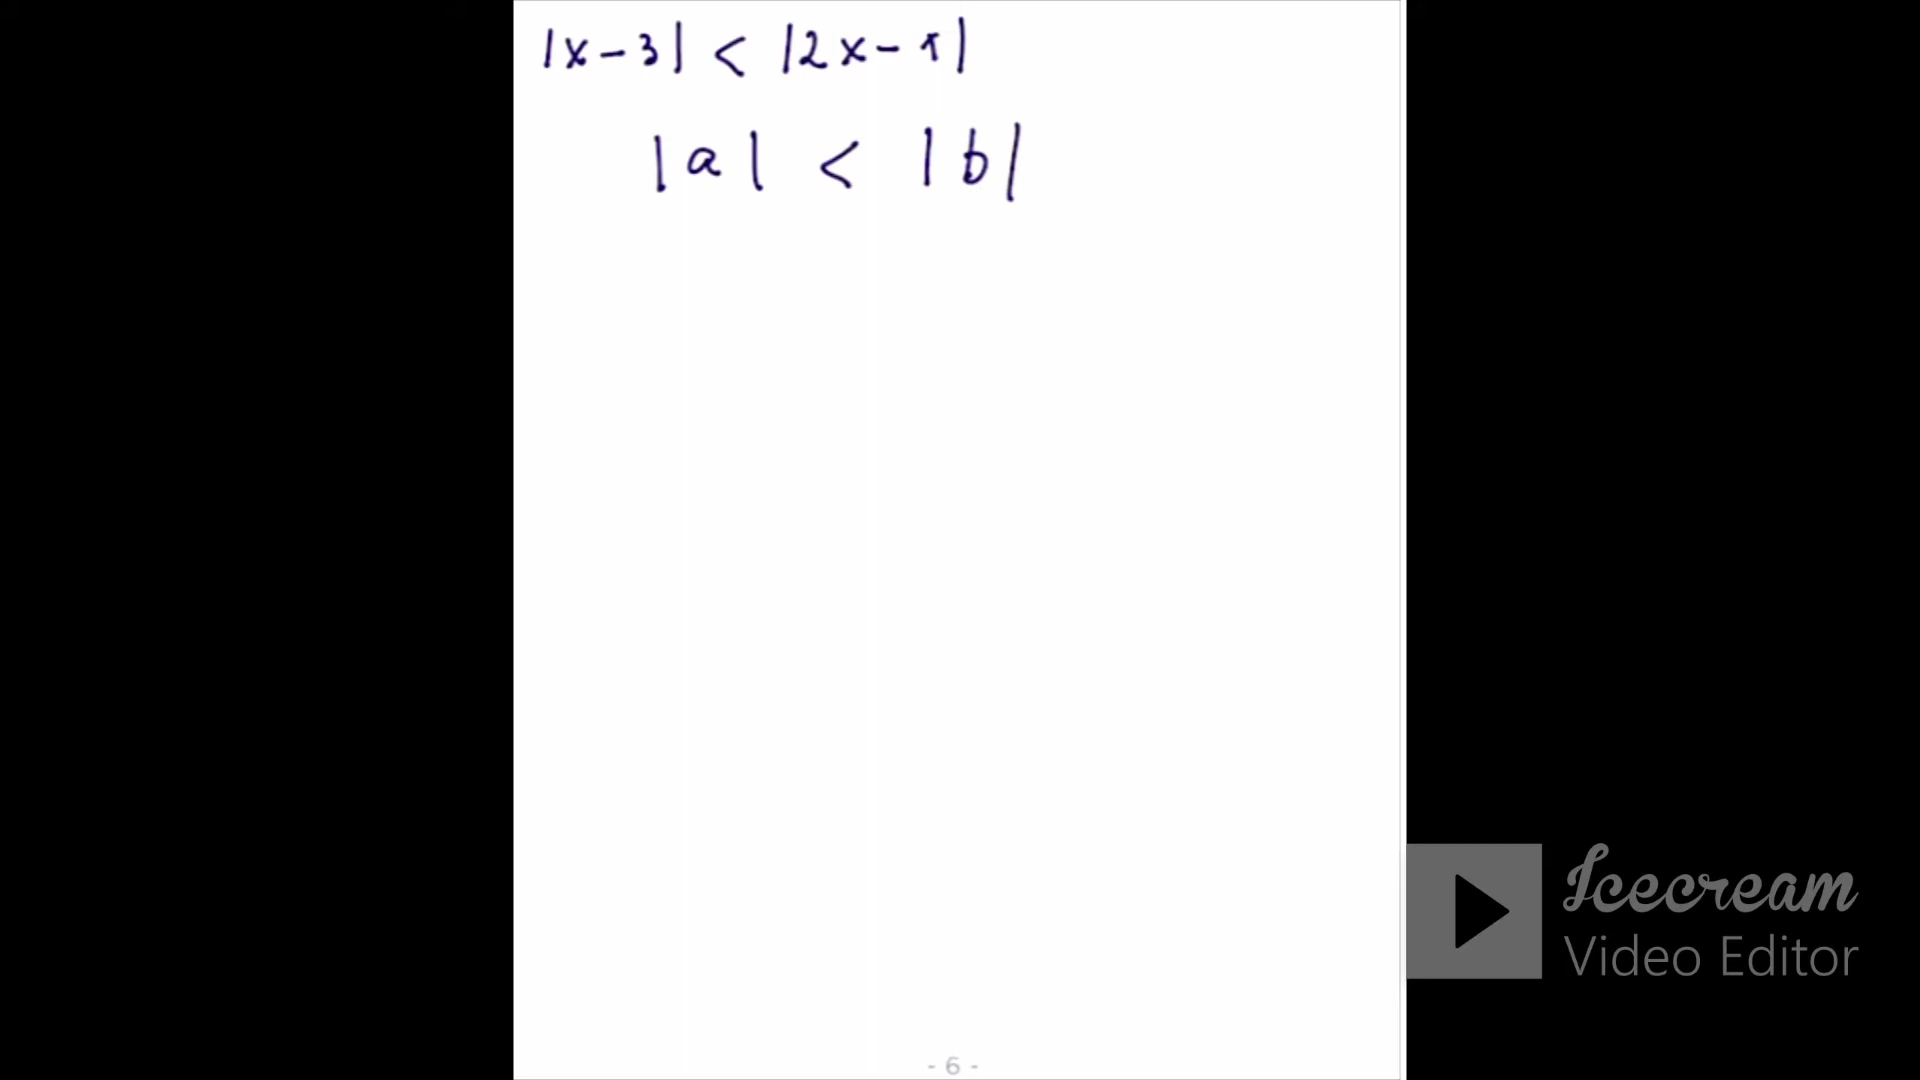 |x-3| < |2x-1|
|a| < |b|
Icecream
Video Editor
- 6 -